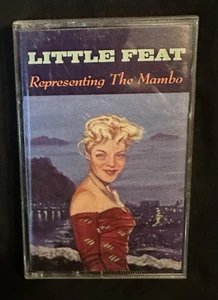 LITTLE FEAT
Representing The Mambo